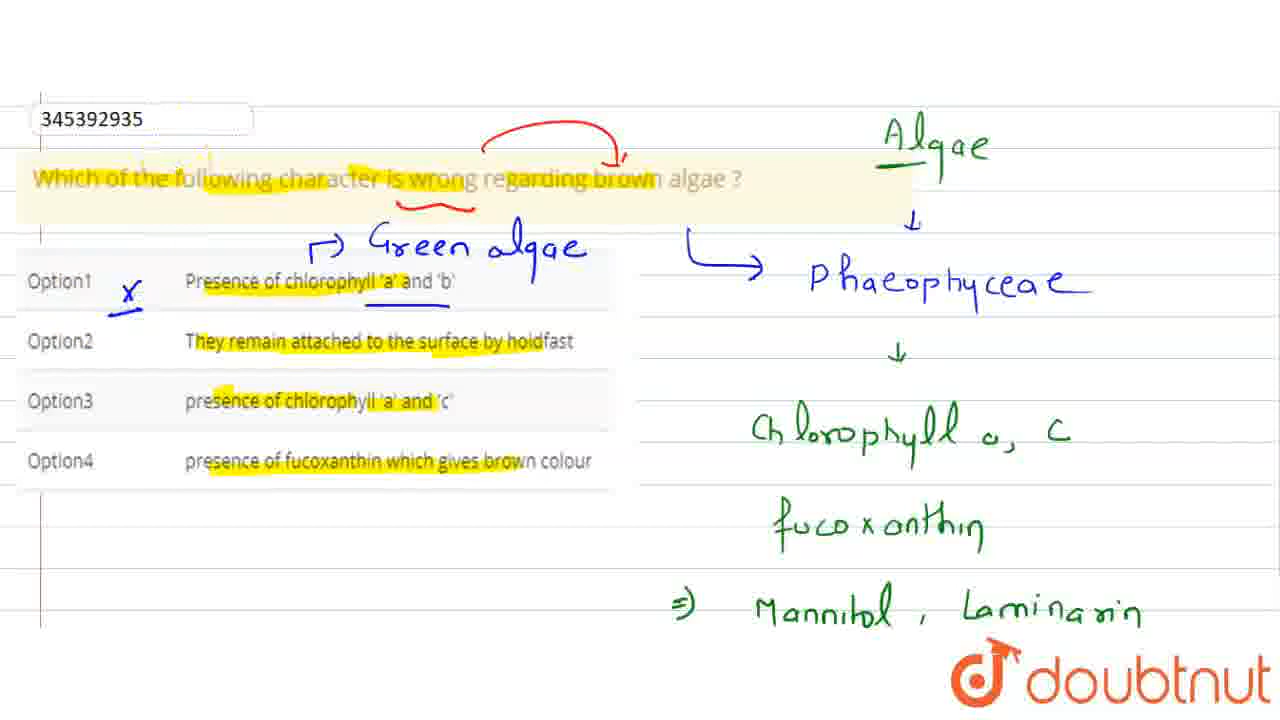 345392935
Algae
Which of the following character is wrong regarding brown algae ?
Green algae
Phaeophyceae
Option1 Presence of chlorophyll 'a' and 'b'
x
Option2 They remain attached to the surface by holdfast
Option3 presence of chlorophyll 'a' and 'c'
Chlorophyll a, c
Option4 presence of fucoxanthin which gives brown colour
fucoxanthin
⇒ Mannitol, Laminarin
doubtnut